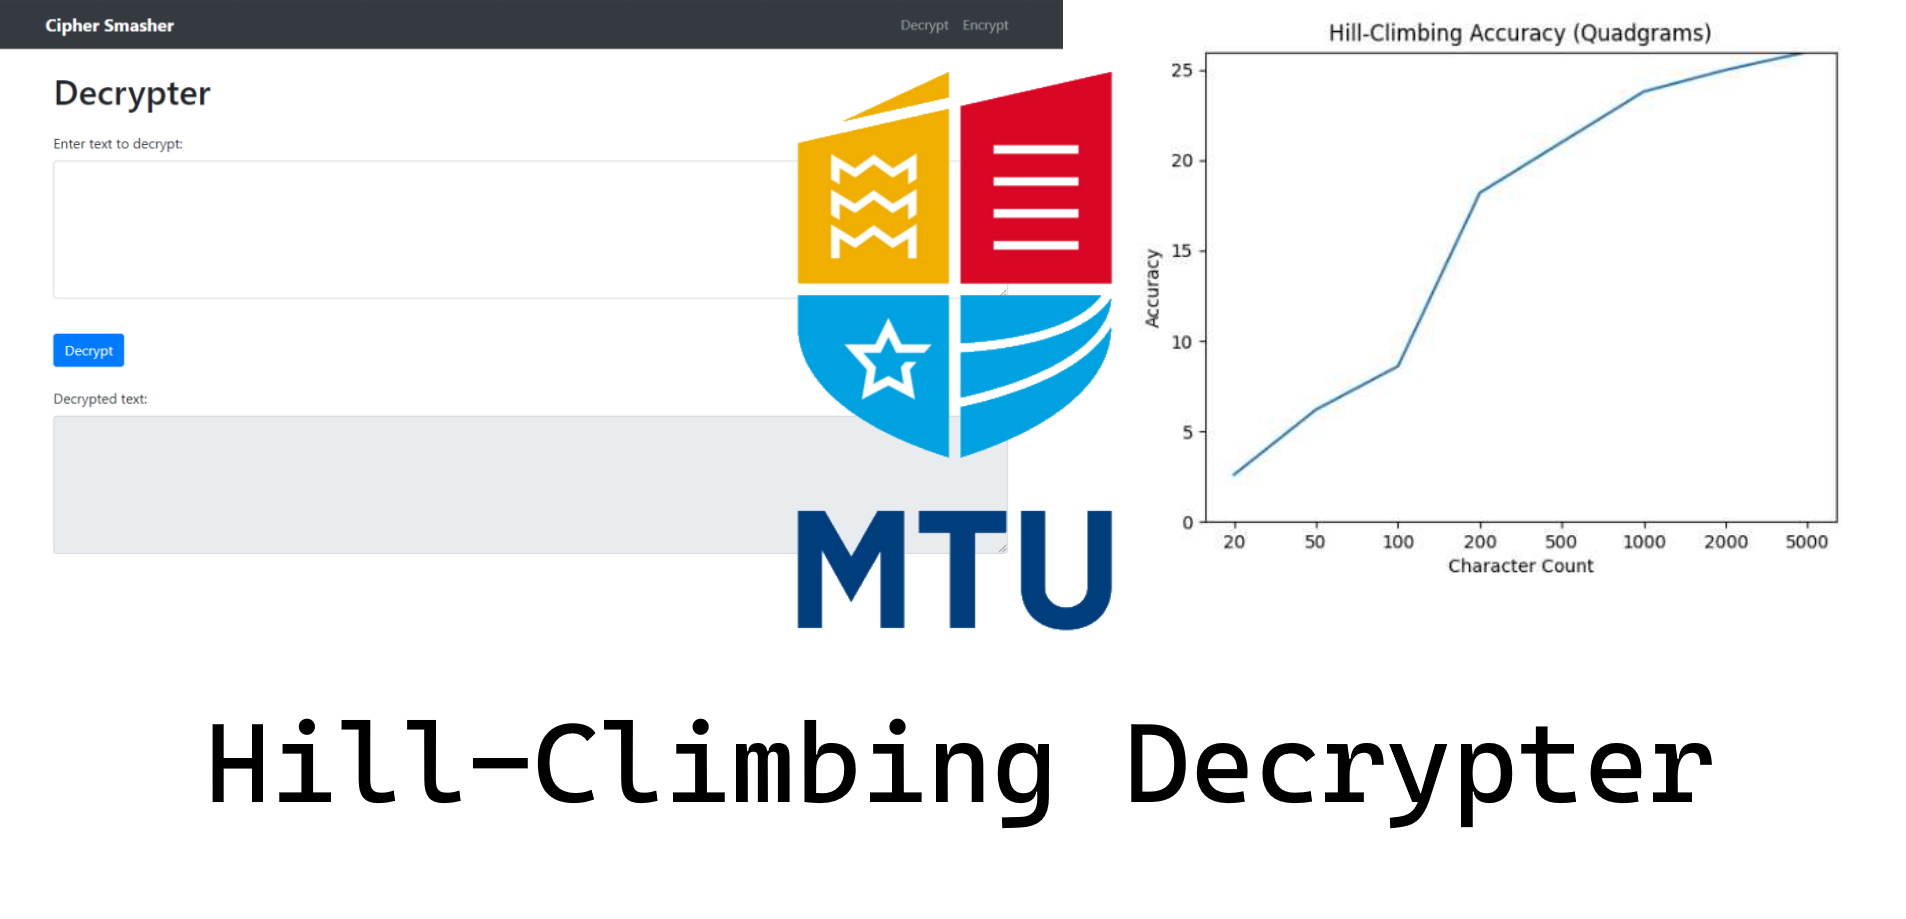 Cipher Smasher
Decrypt Encrypt
Decrypter
Enter text to decrypt:
Decrypt
Decrypted text:
MTU
Hill-Climbing Accuracy (Quadgrams)
Accuracy
25
20
15
10
5
0
20 50 100 200 500 1000 2000 5000
Character Count
Hill-Climbing Decrypter